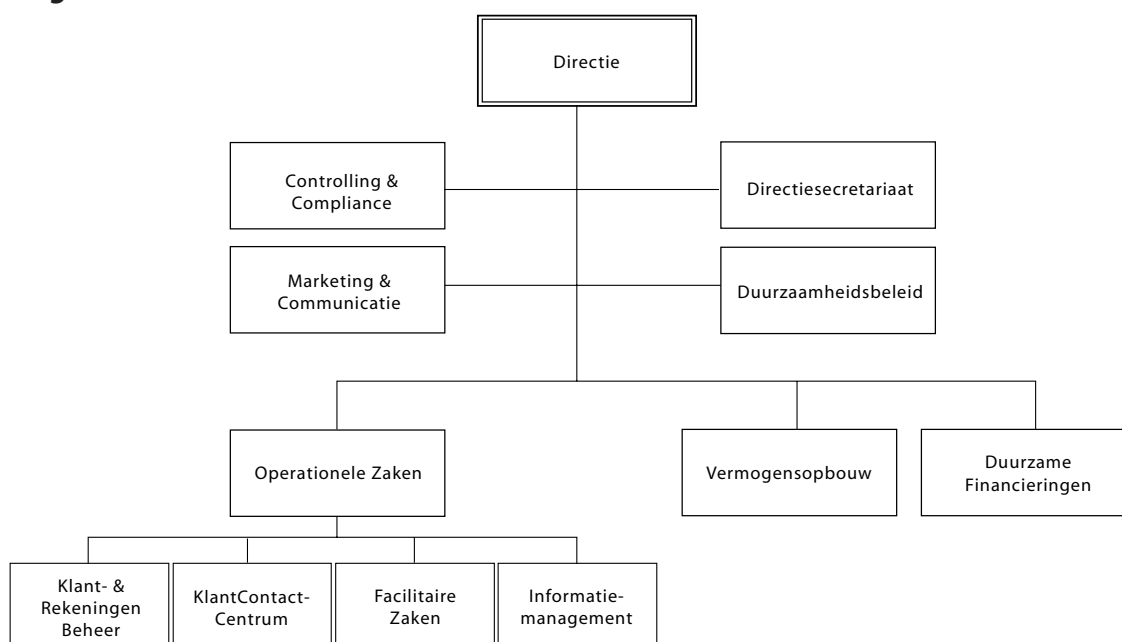 Directie
Controlling &
Compliance
Directiesecretariaat
Marketing &
Communicatie
Duurzaamheidsbeleid
Operationele Zaken
Vermogensopbouw
Duurzame
Financieringen
Klant- &
Rekeningen
Beheer
KlantContact-
Centrum
Facilitaire
Zaken
Informatie-
management